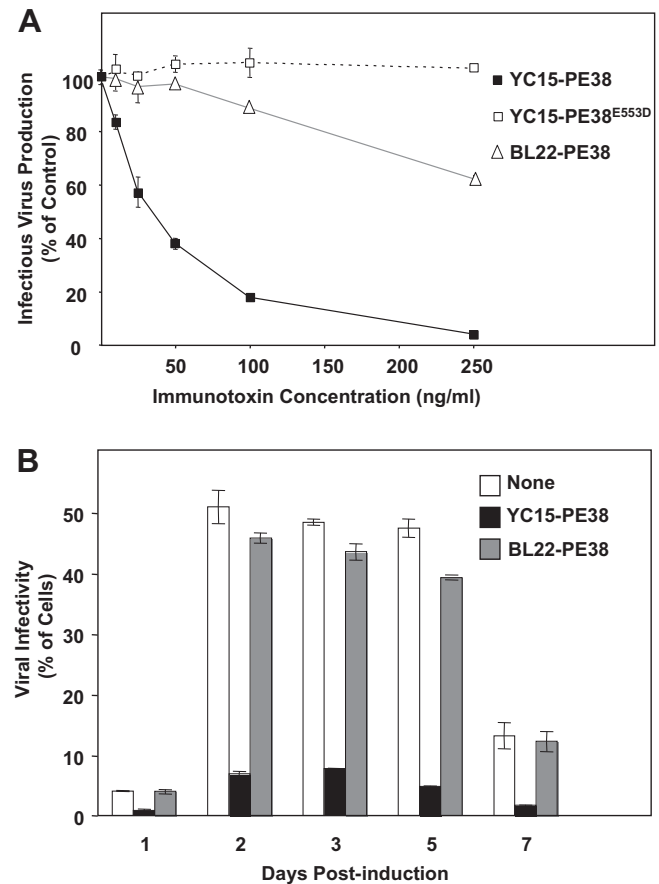 A
Infectious Virus Production
(% of Control)
100
80
60
40
20
0
YC15-PE38
YC15-PE38E553D
BL22-PE38
50
100
150
200
250
Immunotoxin Concentration (ng/ml)
B
Viral Infectivity
(% of Cells)
50
40
30
20
10
0
None
YC15-PE38
BL22-PE38
1
2
3
5
7
Days Post-induction